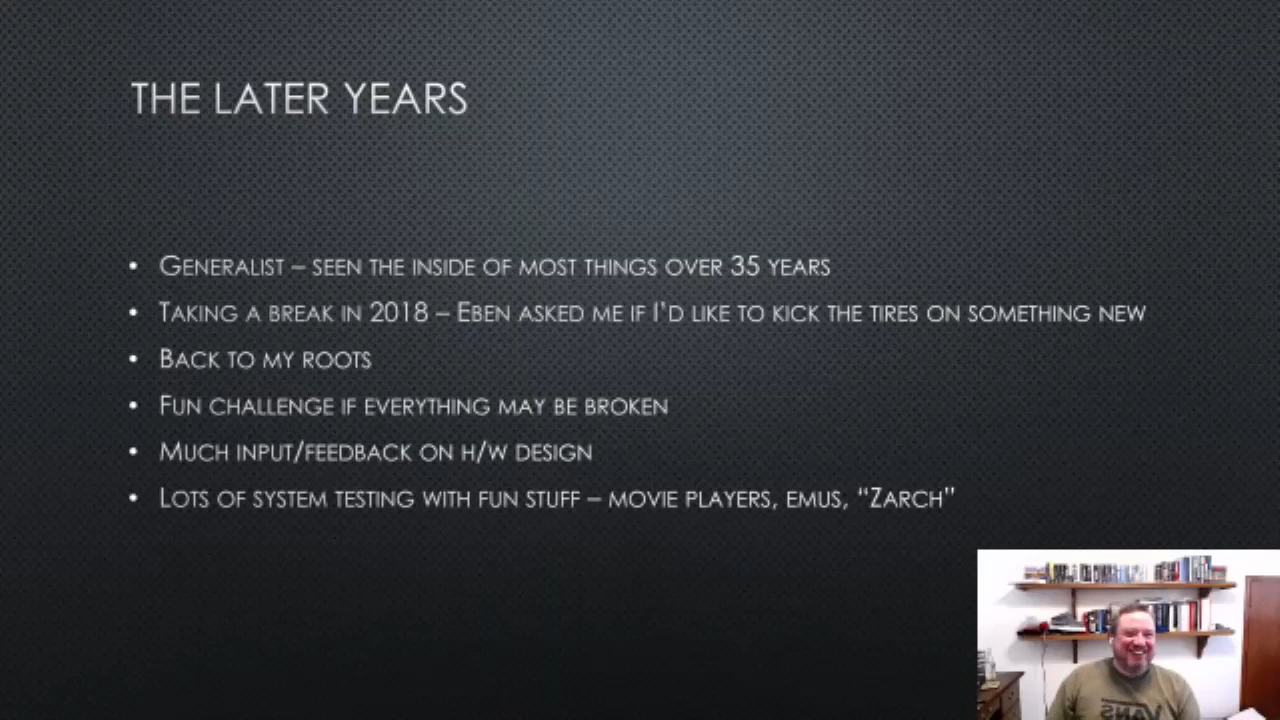 THE LATER YEARS
• GENERALIST – SEEN THE INSIDE OF MOST THINGS OVER 35 YEARS
• TAKING A BREAK IN 2018 – EBEN ASKED ME IF I'D LIKE TO KICK THE TIRES ON SOMETHING NEW
• BACK TO MY ROOTS
• FUN CHALLENGE IF EVERYTHING MAY BE BROKEN
• MUCH INPUT/FEEDBACK ON H/W DESIGN
• LOTS OF SYSTEM TESTING WITH FUN STUFF – MOVIE PLAYERS, EMUS, “ZARCH”
VANS